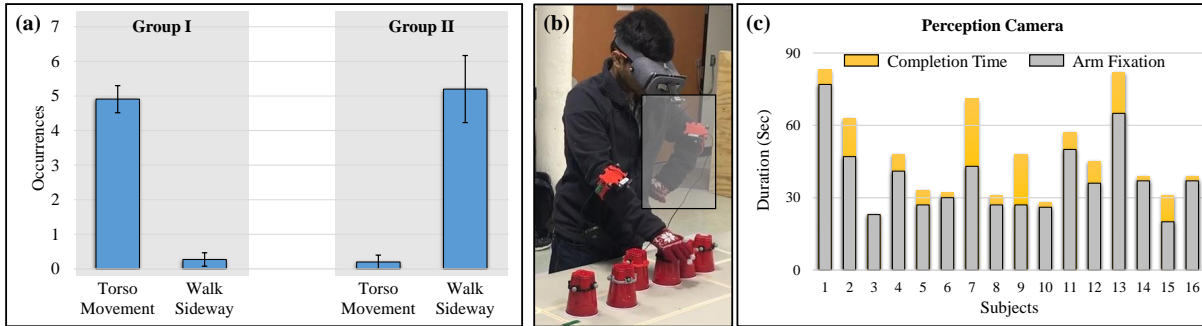 (a)
Group I
Group II
7
6
5
4
3
2
1
0
Occurrences
Torso Movement
Walk Sideway
Torso Movement
Walk Sideway
(b)
(c)
Perception Camera
Completion Time
Arm Fixation
90
60
30
0
Duration (Sec)
1 2 3 4 5 6 7 8 9 10 11 12 13 14 15 16
Subjects